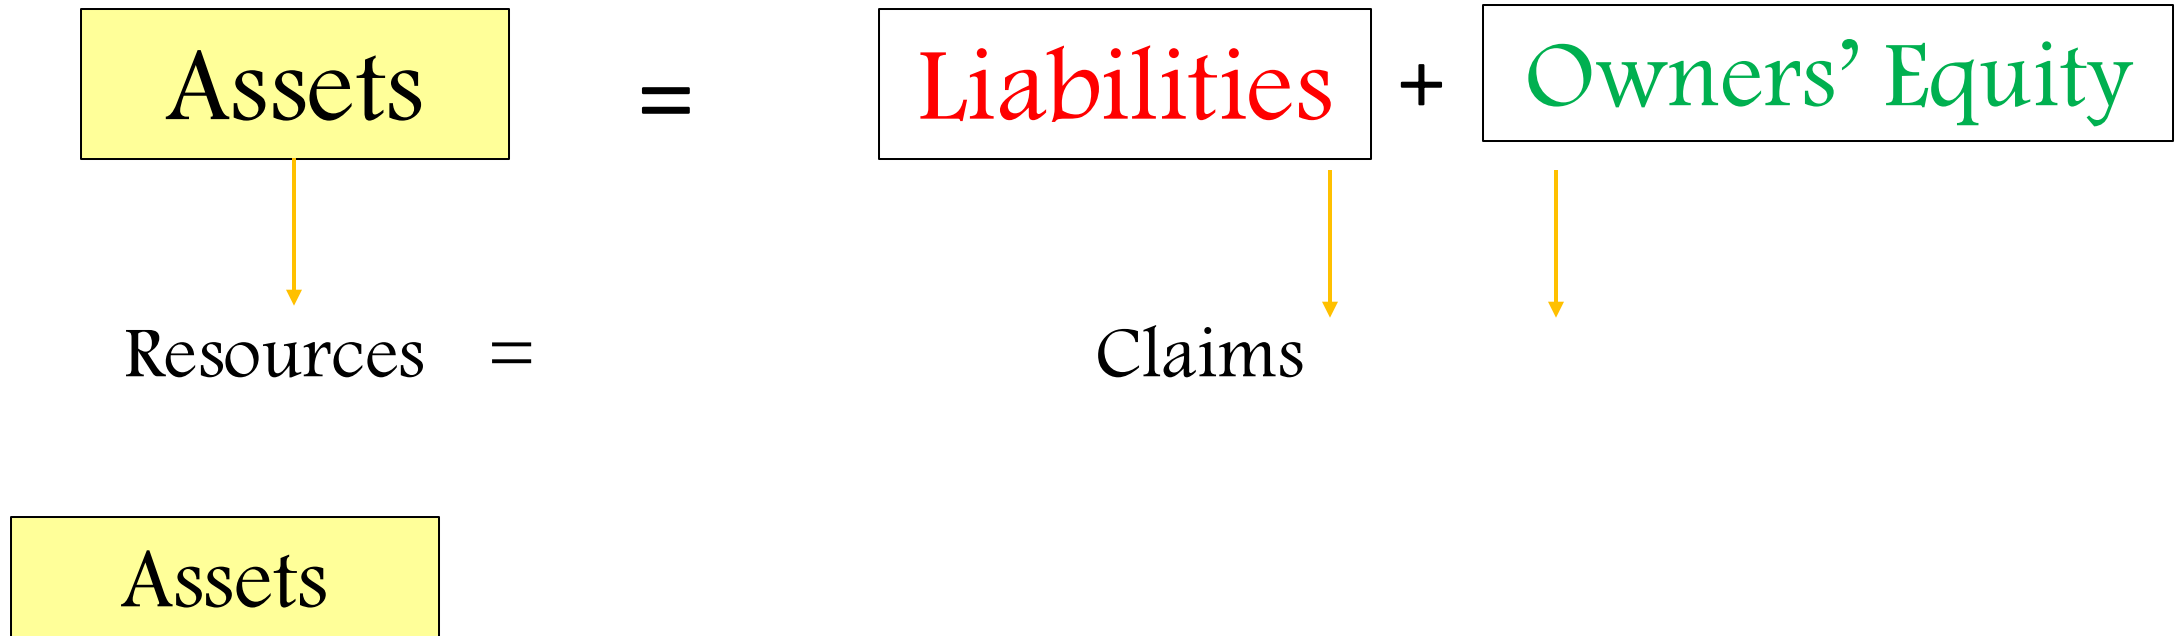 Assets = Liabilities + Owners’ Equity
Resources = Claims
Assets